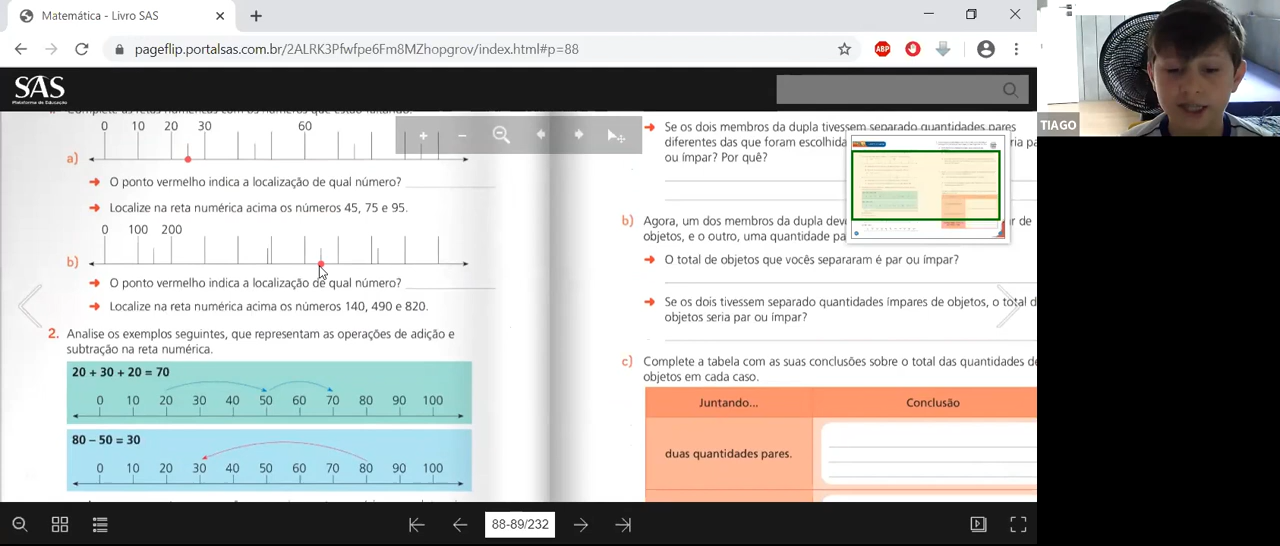 Matemática - Livro SAS
pageflip.portalsas.com.br/2ALRK3Pfwfpe6Fm8MZhopgrov/index.html#p=88
ABP
SAS
Plataforma de Educação
TIAGO
0 10 20 30 60
a)
O ponto vermelho indica a localização de qual número?
Localize na reta numérica acima os números 45, 75 e 95.
0 100 200
b)
O ponto vermelho indica a localização de qual número?
Localize na reta numérica acima os números 140, 490 e 820.
2. Analise os exemplos seguintes, que representam as operações de adição e
subtração na reta numérica.
20 + 30 + 20 = 70
0 10 20 30 40 50 60 70 80 90 100
80 – 50 = 30
0 10 20 30 40 50 60 70 80 90 100
Se os dois membros da dupla tivessem separado quantidades pares
diferentes das que foram escolhida
ou ímpar? Por quê?
b) Agora, um dos membros da dupla dev
objetos, e o outro, uma quantidade pa
O total de objetos que vocês separaram é par ou ímpar?
Se os dois tivessem separado quantidades ímpares de objetos, o total d
objetos seria par ou ímpar?
c) Complete a tabela com as suas conclusões sobre o total das quantidades de
objetos em cada caso.
Juntando... Conclusão
duas quantidades pares.
88-89/232